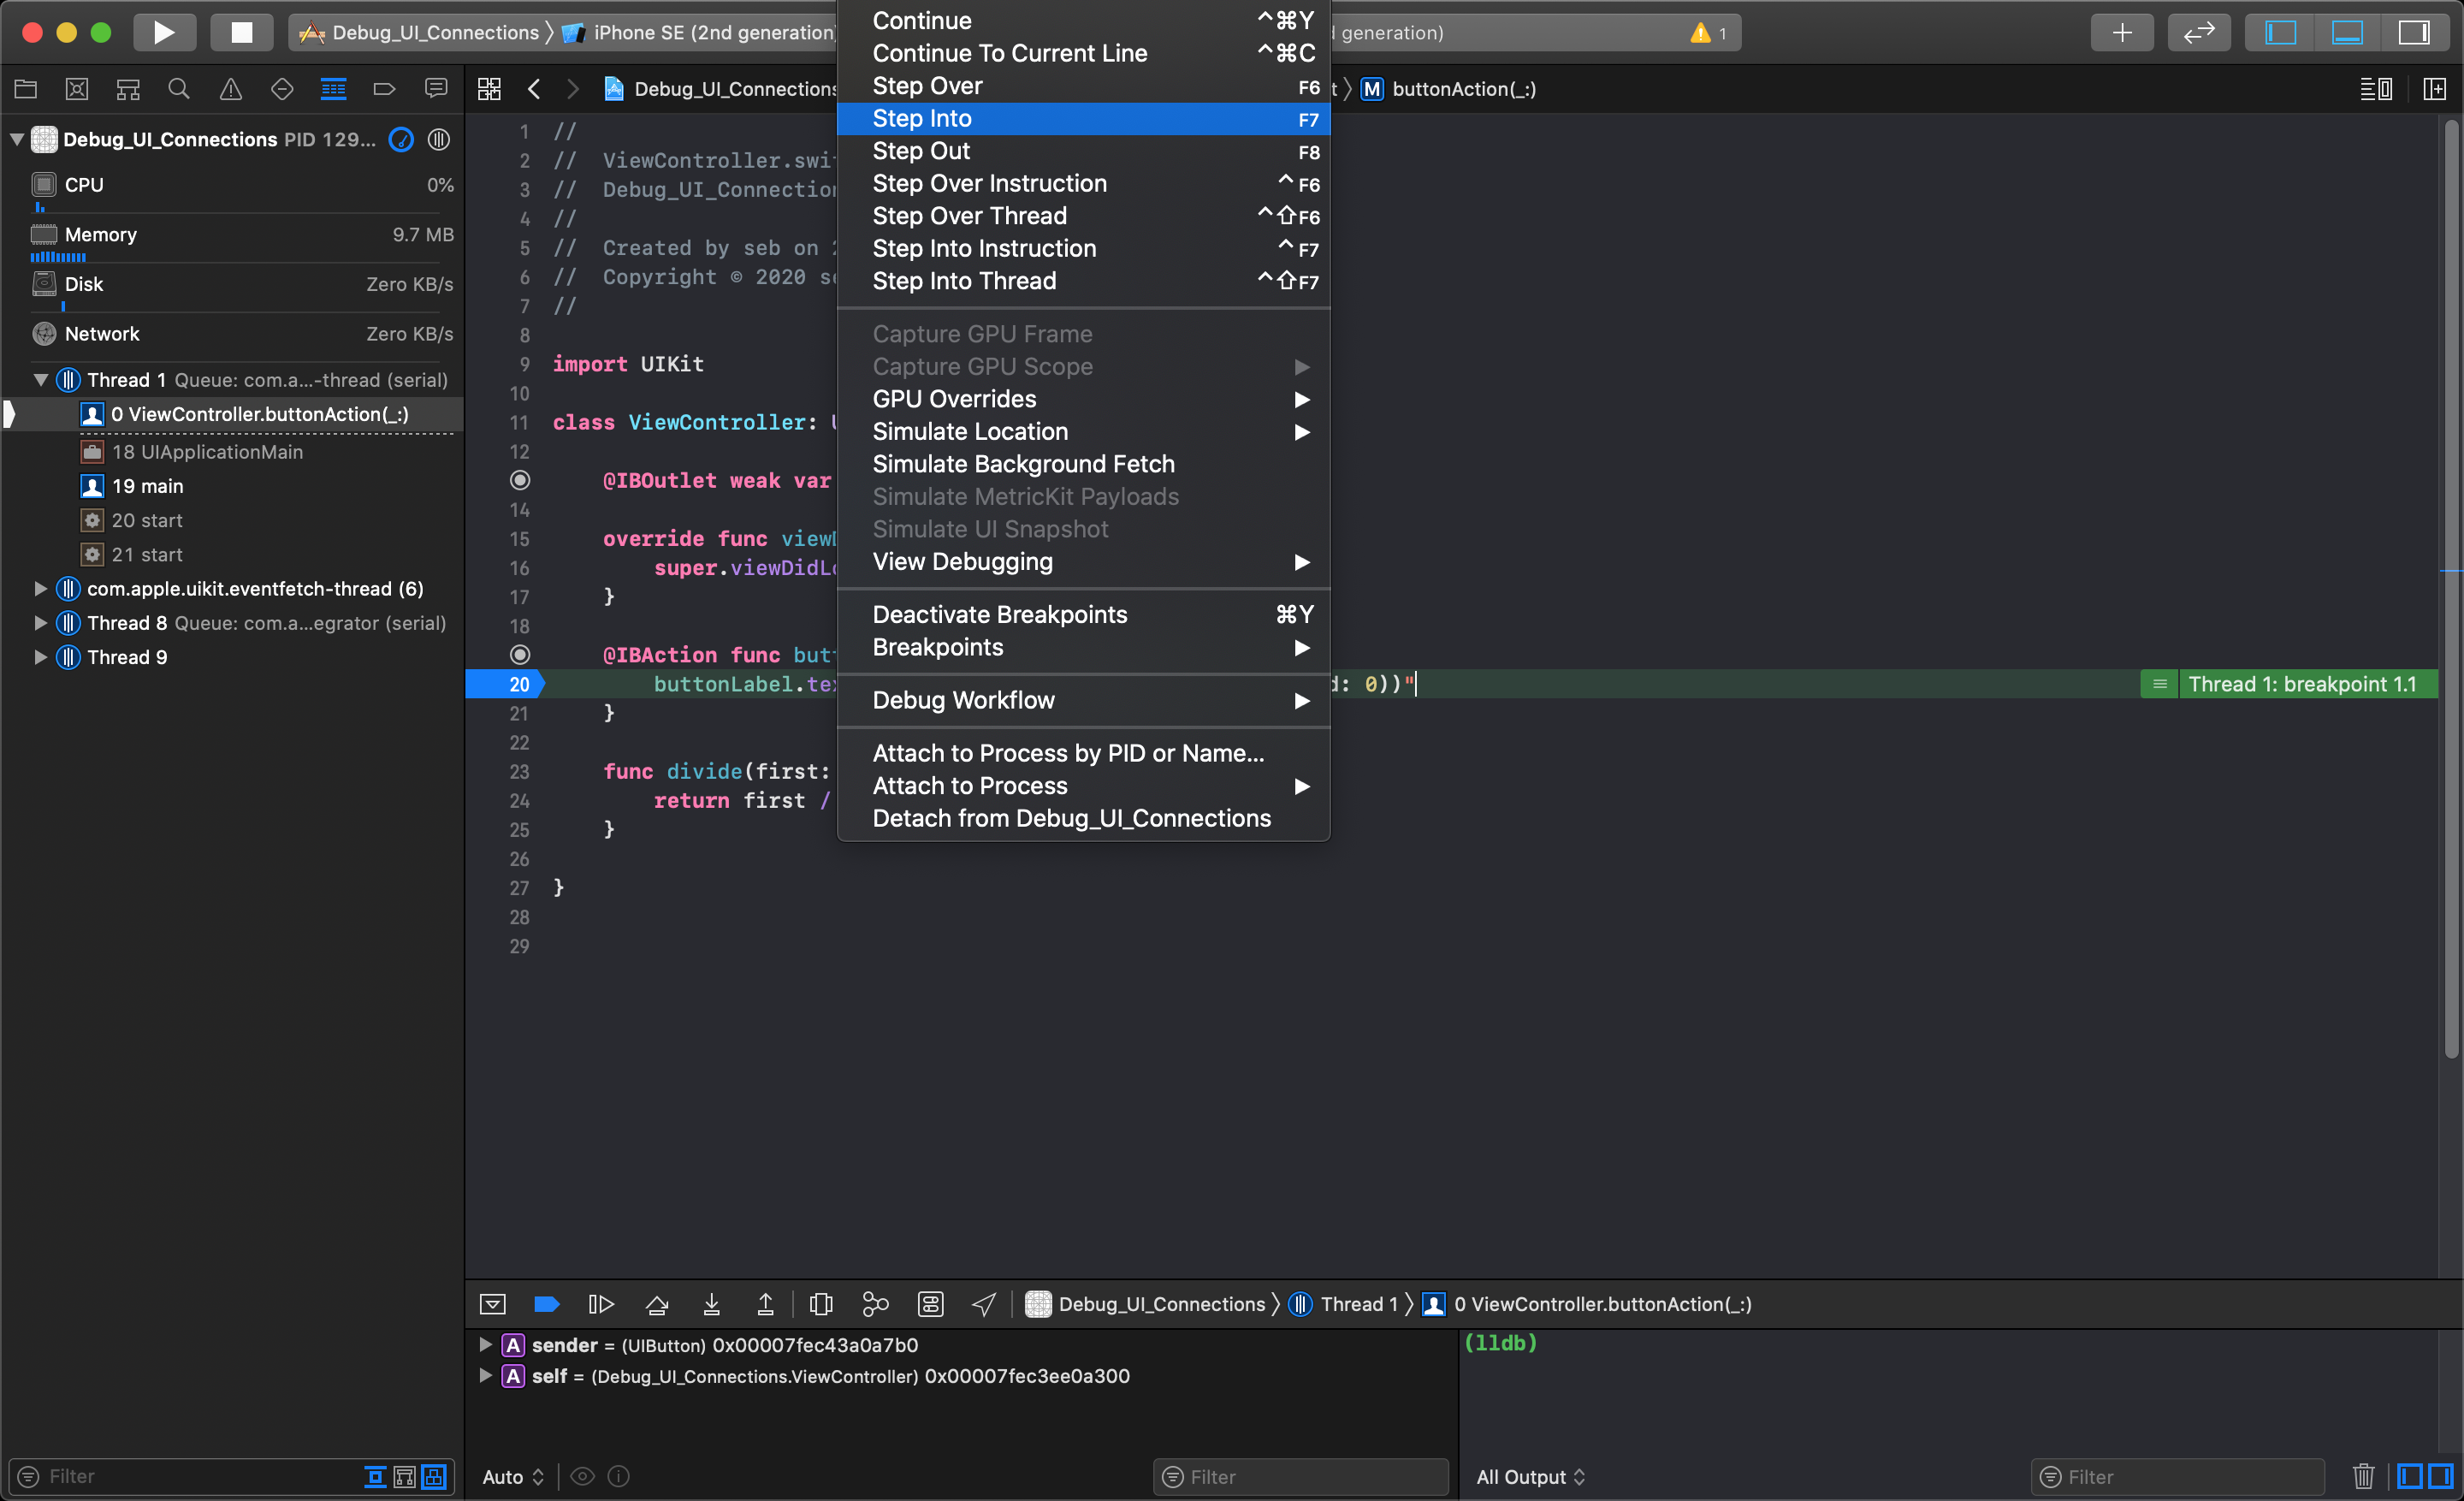 Debug_UI_Connections 〉 iPhone SE (2nd generation)
generation)
1
Debug_UI_Connections
buttonAction(_:)
Debug_UI_Connections PID 129...
CPU 0%
Memory 9.7 MB
Disk Zero KB/s
Network Zero KB/s
Thread 1 Queue: com.a...-thread (serial)
0 ViewController.buttonAction(_:)
18 UIApplicationMain
19 main
20 start
21 start
com.apple.uikit.eventfetch-thread (6)
Thread 8 Queue: com.a...egrator (serial)
Thread 9
Filter
1 //
2 // ViewController.swi
3 // Debug_UI_Connection
4 //
5 // Created by seb on 2
6 // Copyright © 2020 se
7 //
8
9 import UIKit
10
11 class ViewController: U
12
@IBOutlet weak var
14
15 override func viewD
16 super.viewDidLo
17 }
18
@IBAction func butt
20 buttonLabel.tex d: 0))"
Thread 1: breakpoint 1.1
21 }
22
23 func divide(first:
24 return first /
25 }
26
27 }
28
29
Continue ^⌘Y
Continue To Current Line ^⌘C
Step Over F6
Step Into F7
Step Out F8
Step Over Instruction ^F6
Step Over Thread ^⇧F6
Step Into Instruction ^F7
Step Into Thread ^⇧F7
Capture GPU Frame
Capture GPU Scope
GPU Overrides
Simulate Location
Simulate Background Fetch
Simulate MetricKit Payloads
Simulate UI Snapshot
View Debugging
Deactivate Breakpoints ⌘Y
Breakpoints
Debug Workflow
Attach to Process by PID or Name...
Attach to Process
Detach from Debug_UI_Connections
Debug_UI_Connections 〉 Thread 1 〉 0 ViewController.buttonAction(_:)
A sender = (UIButton) 0x00007fec43a0a7b0
A self = (Debug_UI_Connections.ViewController) 0x00007fec3ee0a300
(lldb)
Auto
Filter
All Output
Filter